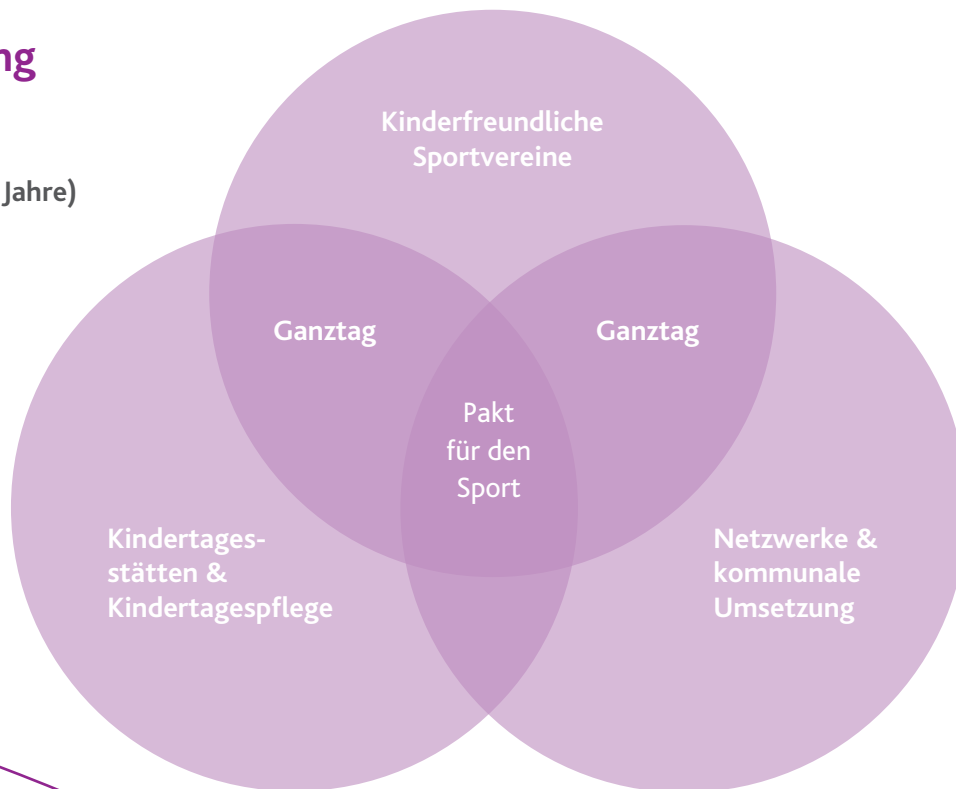 ng
Jahre)
Kinderfreundliche
Sportvereine
Ganztag
Ganztag
Pakt
für den
Sport
Kindertages-
stätten &
Kindertagespflege
Netzwerke &
kommunale
Umsetzung